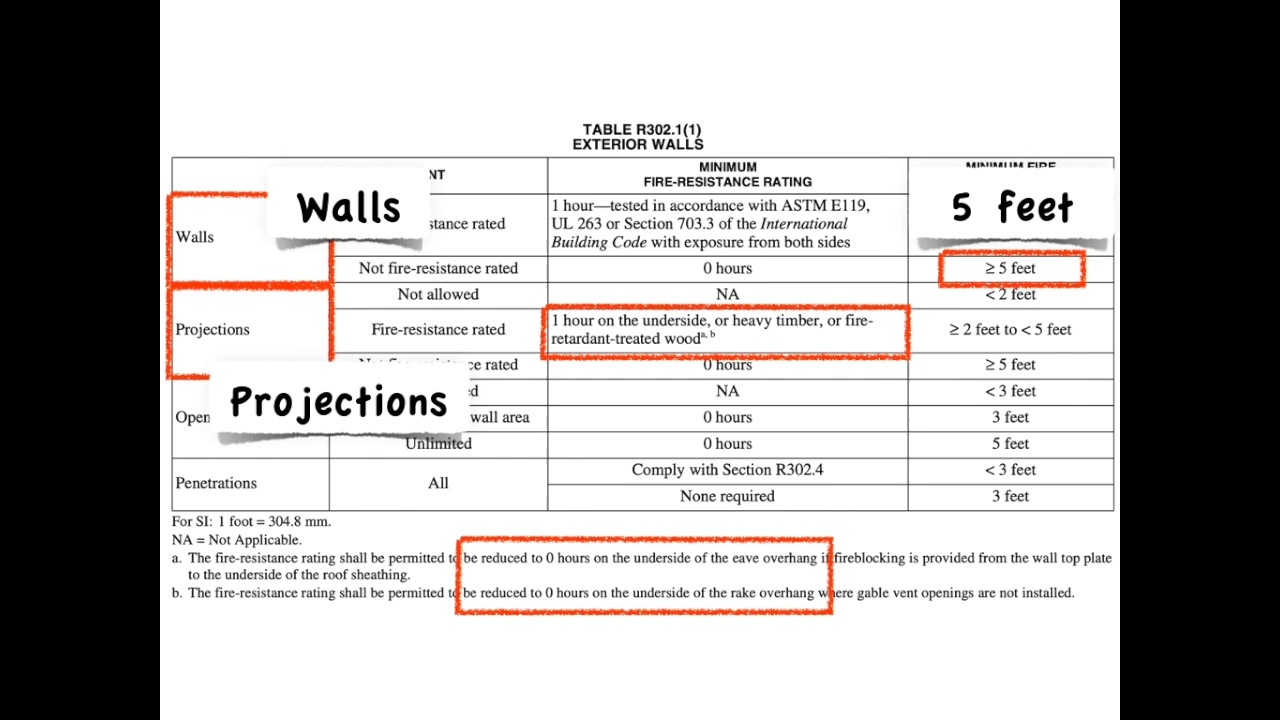 TABLE R302.1(1)
EXTERIOR WALLS
MINIMUM
FIRE-RESISTANCE RATING
MINIMUM FIRE
Walls
5 feet
Walls
1 hour—tested in accordance with ASTM E119,
UL 263 or Section 703.3 of the International
Building Code with exposure from both sides
Not fire-resistance rated 0 hours ≥ 5 feet
Projections
Not allowed NA < 2 feet
Fire-resistance rated
1 hour on the underside, or heavy timber, or fire-
retardant-treated wood a, b
≥ 2 feet to < 5 feet
rated 0 hours ≥ 5 feet
Projections
NA < 3 feet
wall area 0 hours 3 feet
Unlimited 0 hours 5 feet
Penetrations
All
Comply with Section R302.4 < 3 feet
None required 3 feet
For SI: 1 foot = 304.8 mm.
NA = Not Applicable.
a. The fire-resistance rating shall be permitted to be reduced to 0 hours on the underside of the eave overhang if fireblocking is provided from the wall top plate
to the underside of the roof sheathing.
b. The fire-resistance rating shall be permitted to be reduced to 0 hours on the underside of the rake overhang where gable vent openings are not installed.